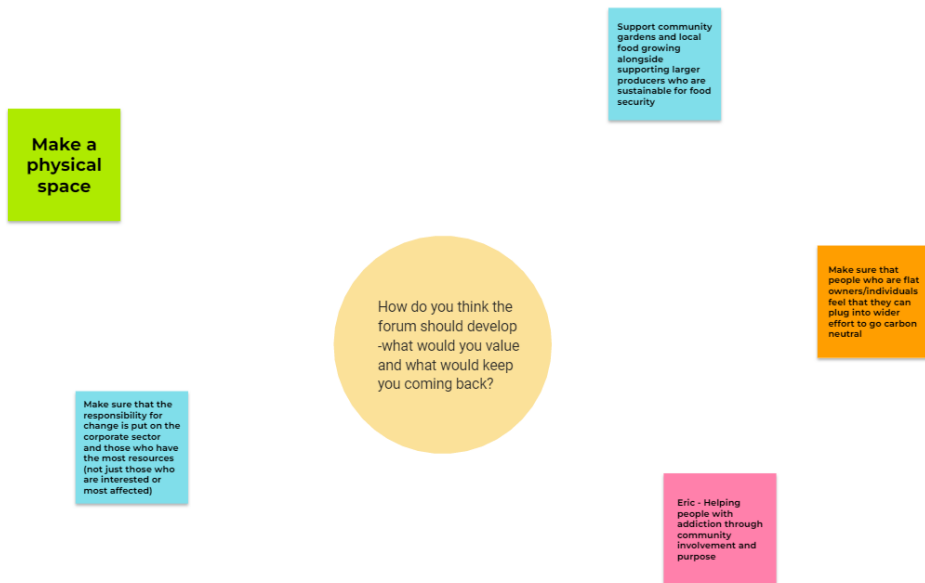 Support community
gardens and local
food growing
alongside
supporting larger
producers who are
sustainable for food
security
Make a
physical
space
Make sure that
people who are flat
owners/individuals
feel that they can
plug into wider
effort to go carbon
neutral
How do you think the
forum should develop
-what would you value
and what would keep
you coming back?
Make sure that the
responsibility for
change is put on the
corporate sector
and those who have
the most resources
(not just those who
are interested or
most affected)
Eric - Helping
people with
addiction through
community
involvement and
purpose